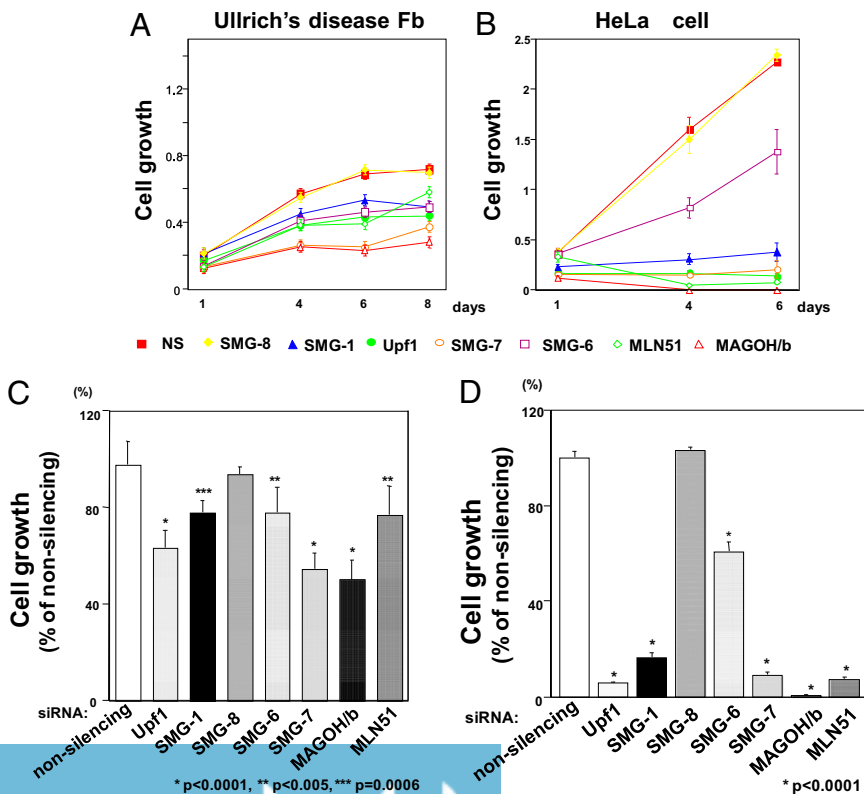 A Ullrich's disease Fb
1.2
0.8
0.4
0
Cell growth
1 4 6 8 days
B HeLa cell
2.5
2
1.5
1
0.5
0
Cell growth
1 4 6 days
NS SMG-8 SMG-1 Upf1 SMG-7 SMG-6 MLN51 MAGOH/b
C (%)
120
80
40
0
Cell growth
(% of non-silencing)
* *** ** * * **
siRNA: non-silencing Upf1 SMG-1 SMG-8 SMG-6 SMG-7 MAGOH/b MLN51
* p<0.0001, ** p<0.005, *** p=0.0006
D (%)
120
80
40
0
Cell growth
(% of non-silencing)
* * * * * *
siRNA: non-silencing Upf1 SMG-1 SMG-8 SMG-6 SMG-7 MAGOH/b MLN51
* p<0.0001